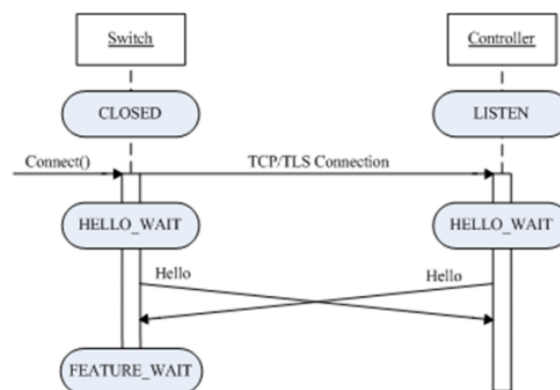 Switch
Controller
CLOSED
LISTEN
Connect()
TCP/TLS Connection
HELLO_WAIT
HELLO_WAIT
Hello
Hello
FEATURE_WAIT